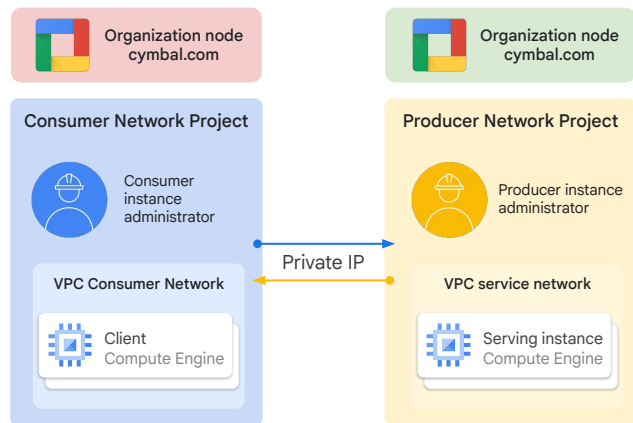 Organization node
cymbal.com
Organization node
cymbal.com
Consumer Network Project
Consumer
instance
administrator
VPC Consumer Network
Client
Compute Engine
Private IP
Producer Network Project
Producer instance
administrator
VPC service network
Serving instance
Compute Engine